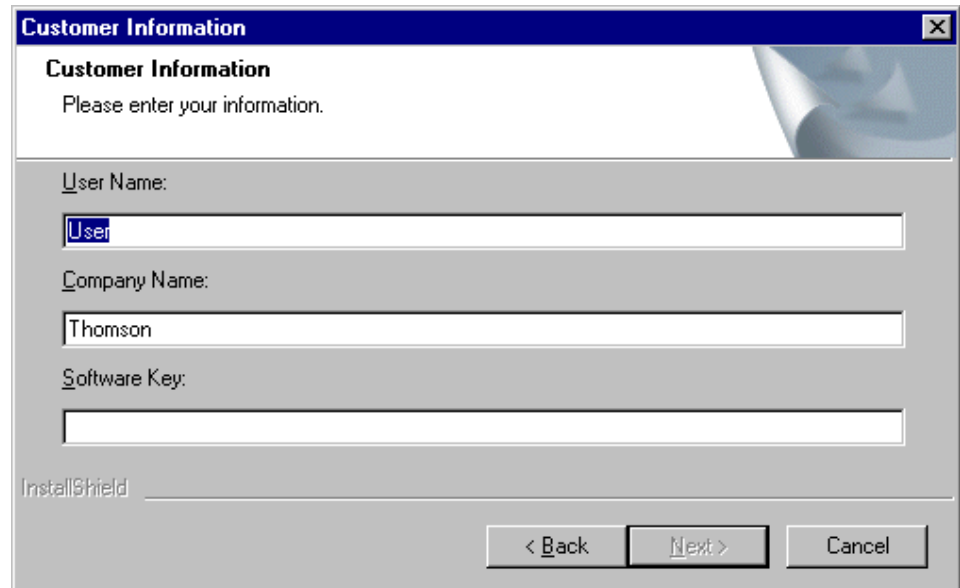 Customer Information
Customer Information
Please enter your information.
User Name:
User
Company Name:
Thomson
Software Key:
InstallShield
< Back Next > Cancel